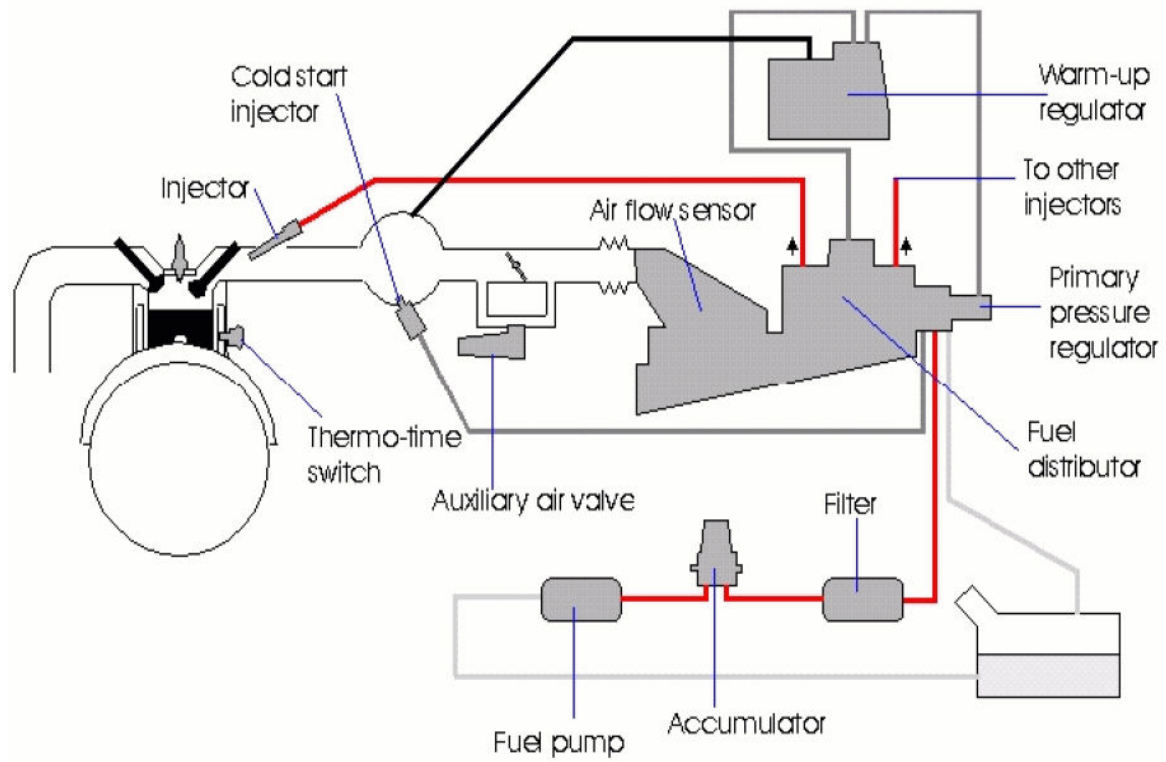 Cold start
injector
Warm-up
regulator
Injector
Air flow sensor
To other
injectors
Primary
pressure
regulator
Thermo-time
switch
Auxiliary air valve
Fuel
distributor
Filter
Accumulator
Fuel pump